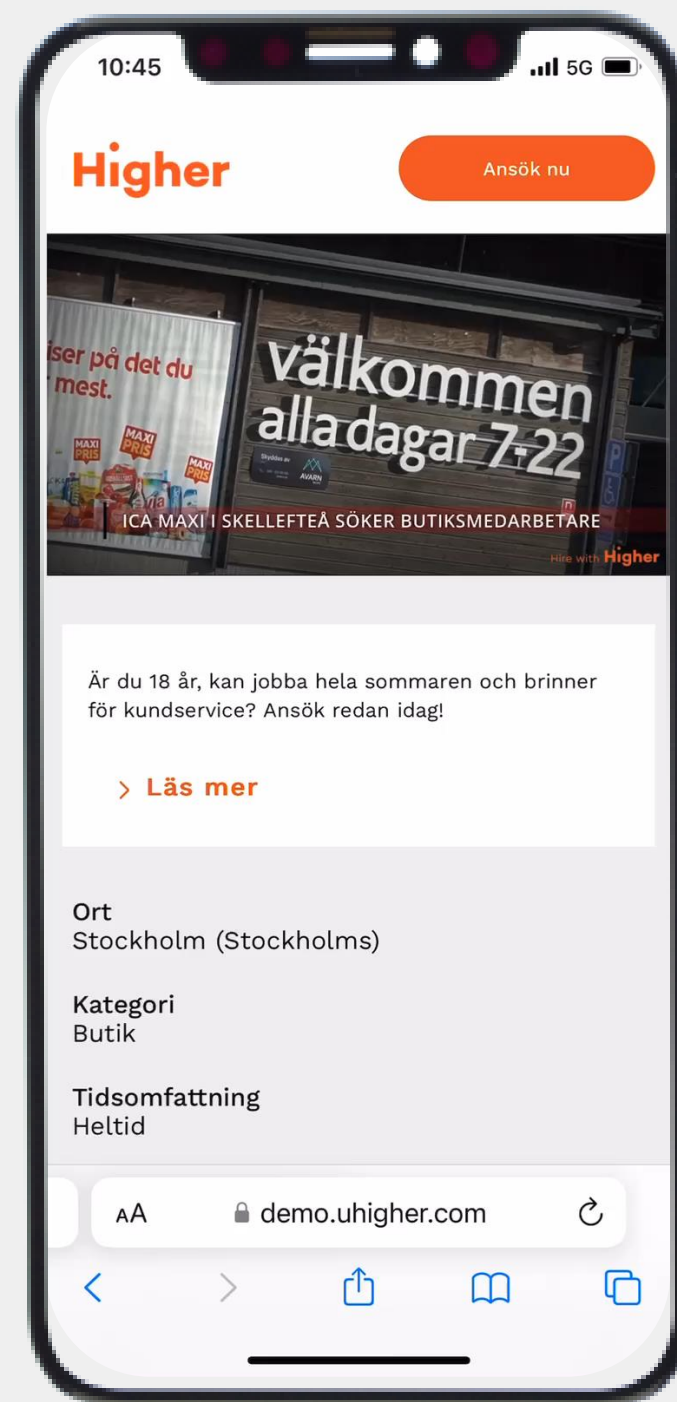 10:45
5G
Higher
Ansök nu
iser på det du
mest.
MAXI
PRIS
MAXI
PRIS
MAXI
PRIS
via
välkommen
alla dagar 7-22
Skyddas av
AVARN
P
ICA MAXI I SKELLEFTEÅ SÖKER BUTIKSMEDARBETARE
Hire with Higher
Är du 18 år, kan jobba hela sommaren och brinner
för kundservice? Ansök redan idag!
> Läs mer
Ort
Stockholm (Stockholms)
Kategori
Butik
Tidsomfattning
Heltid
AA
demo.uhigher.com